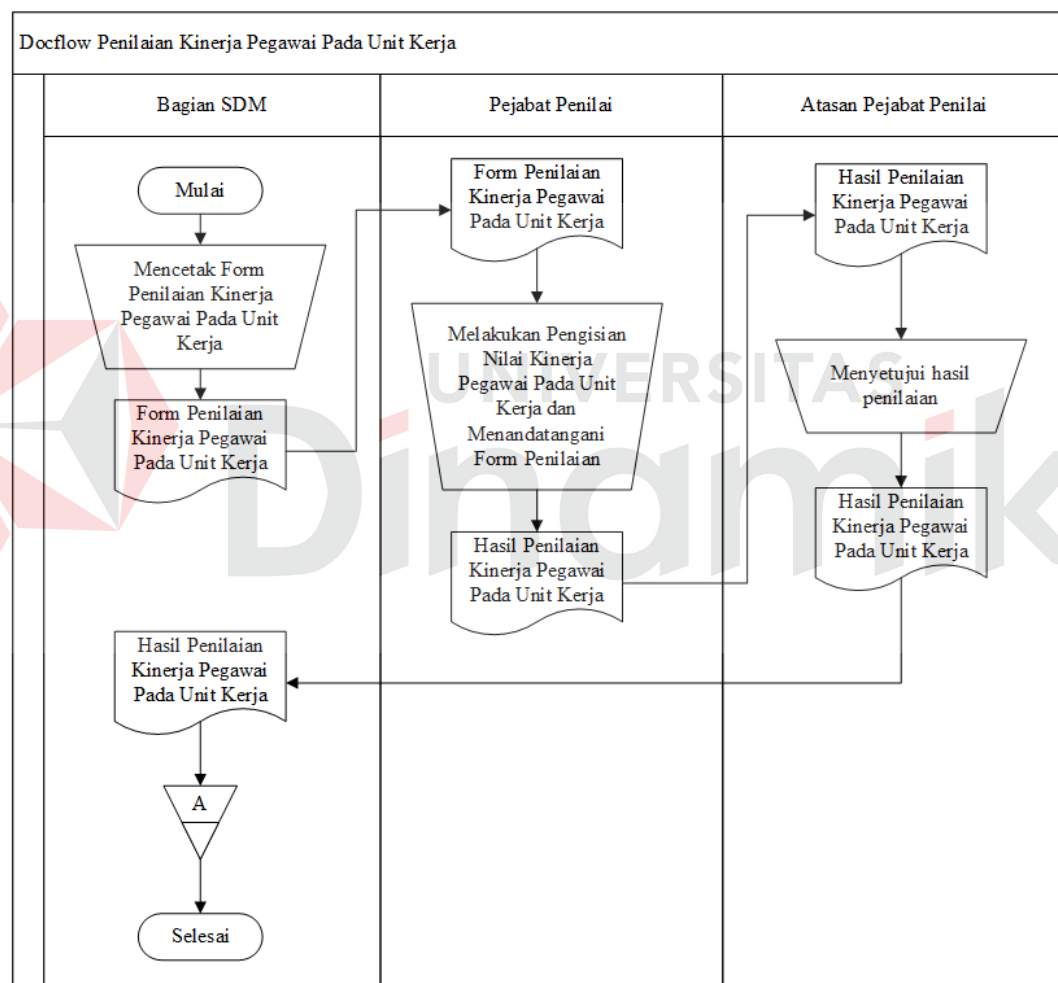 Docflow Penilaian Kinerja Pegawai Pada Unit Kerja
Bagian SDM
Pejabat Penilai
Atasan Pejabat Penilai
Mulai
Mencetak Form
Penilaian Kinerja
Pegawai Pada Unit
Kerja
Form Penilaian
Kinerja Pegawai
Pada Unit Kerja
Form Penilaian
Kinerja Pegawai
Pada Unit Kerja
Melakukan Pengisian
Nilai Kinerja
Pegawai Pada Unit
Kerja dan
Menandatangani
Form Penilaian
Hasil Penilaian
Kinerja Pegawai
Pada Unit Kerja
Hasil Penilaian
Kinerja Pegawai
Pada Unit Kerja
Menyetujui hasil
penilaian
Hasil Penilaian
Kinerja Pegawai
Pada Unit Kerja
Hasil Penilaian
Kinerja Pegawai
Pada Unit Kerja
A
Selesai
UNIVERSITAS
Dinamik